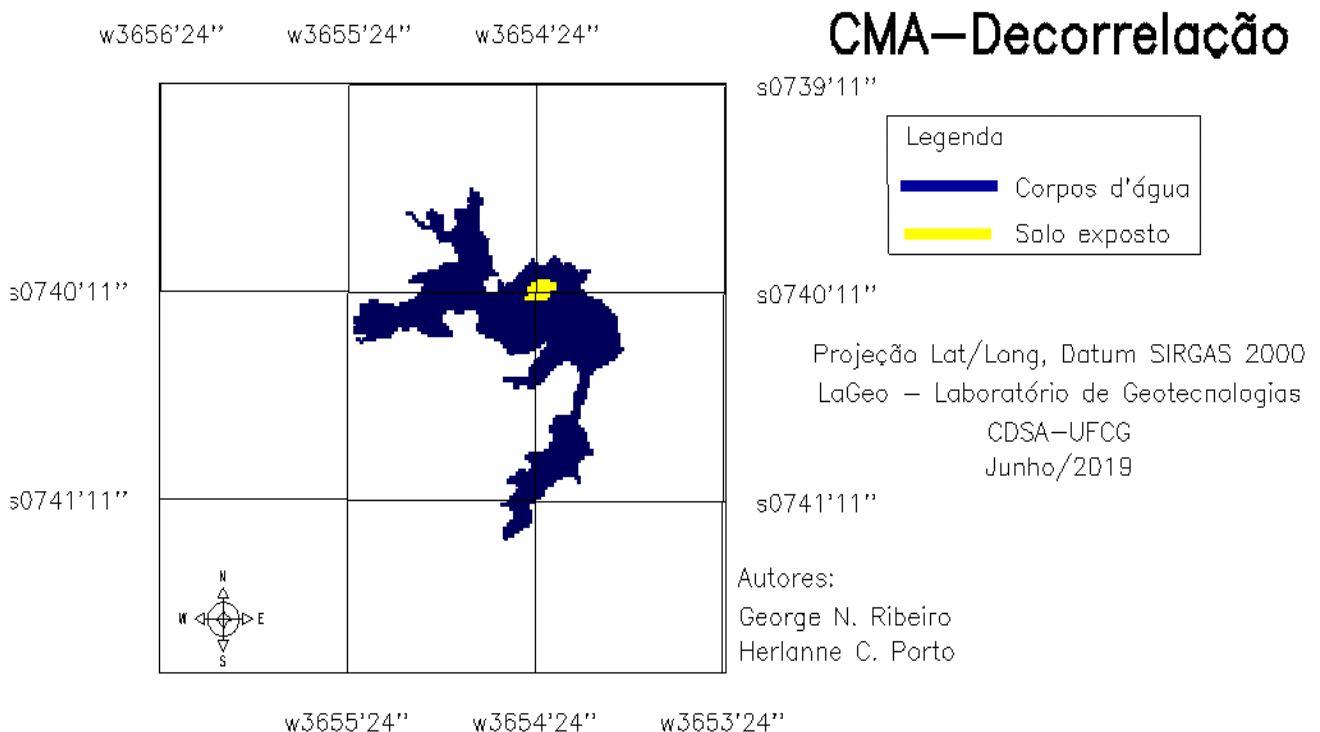 CMA—Decorrelação
w3656'24" w3655'24" w3654'24"
s0739'11"
Legenda
Corpos d'água
Solo exposto
s0740'11" s0740'11"
Projeção Lat/Long, Datum SIRGAS 2000
LaGeo – Laboratório de Geotecnologias
CDSA–UFCG
Junho/2019
s0741'11" s0741'11"
N
W E
S
Autores:
George N. Ribeiro
Herlanne C. Porto
w3655'24" w3654'24" w3653'24"